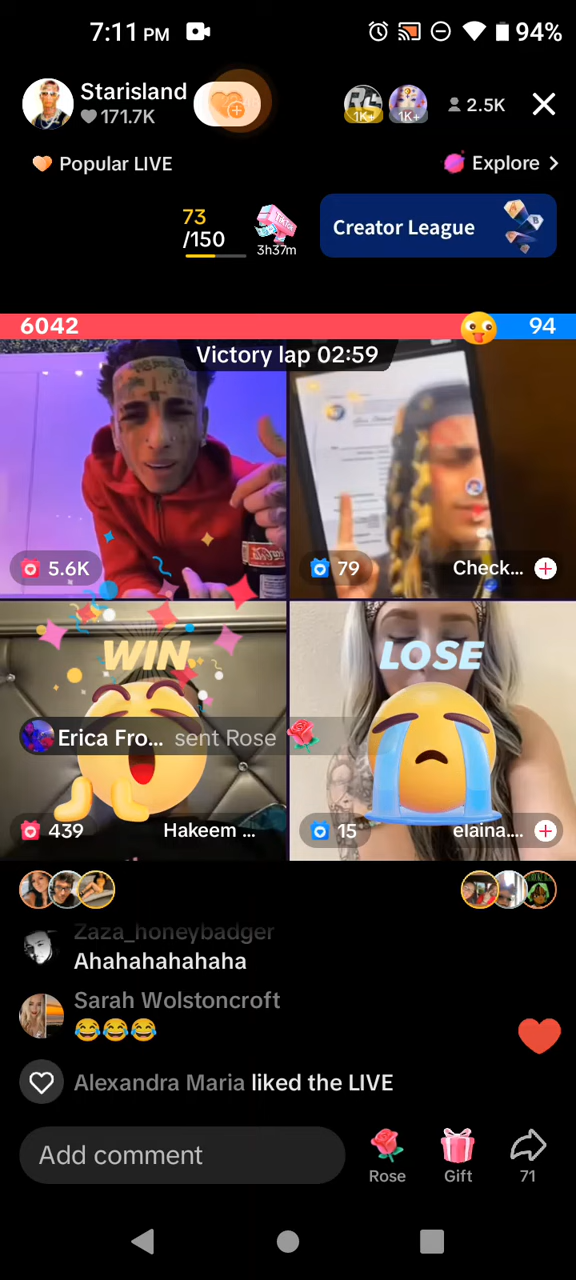 7:11 PM
94%
Starisland
171.7K
1K+
1K+
2.5K
Popular LIVE
Explore >
73
/150
TikTok
3h37m
Creator League
6042
94
Victory lap 02:59
5.6K
79
Check...
WIN
LOSE
Erica Fro... sent Rose
439
Hakeem ...
15
elaina....
Zaza_honeybadger
Ahahahahahaha
Sarah Wolstoncroft
😂😂😂
Alexandra Maria liked the LIVE
Add comment
Rose
Gift
71